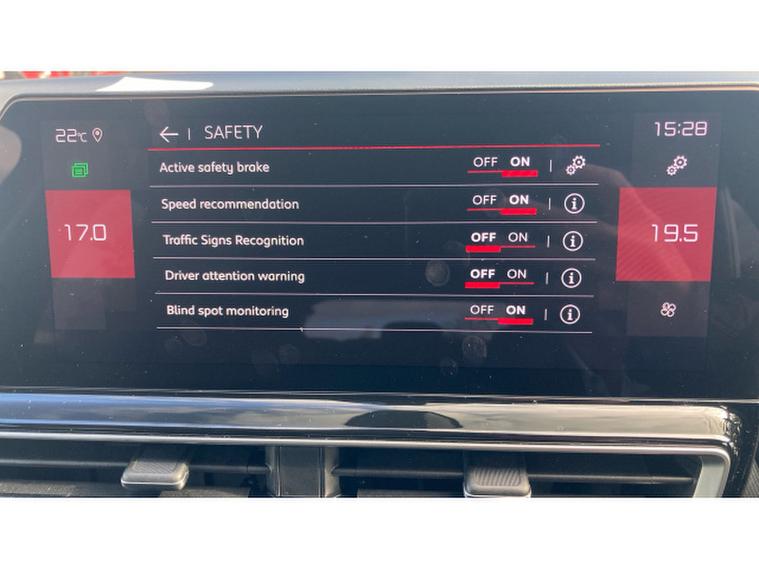 22°C
SAFETY
15:28
Active safety brake OFF ON
Speed recommendation OFF ON
17.0
19.5
Traffic Signs Recognition OFF ON
Driver attention warning OFF ON
Blind spot monitoring OFF ON